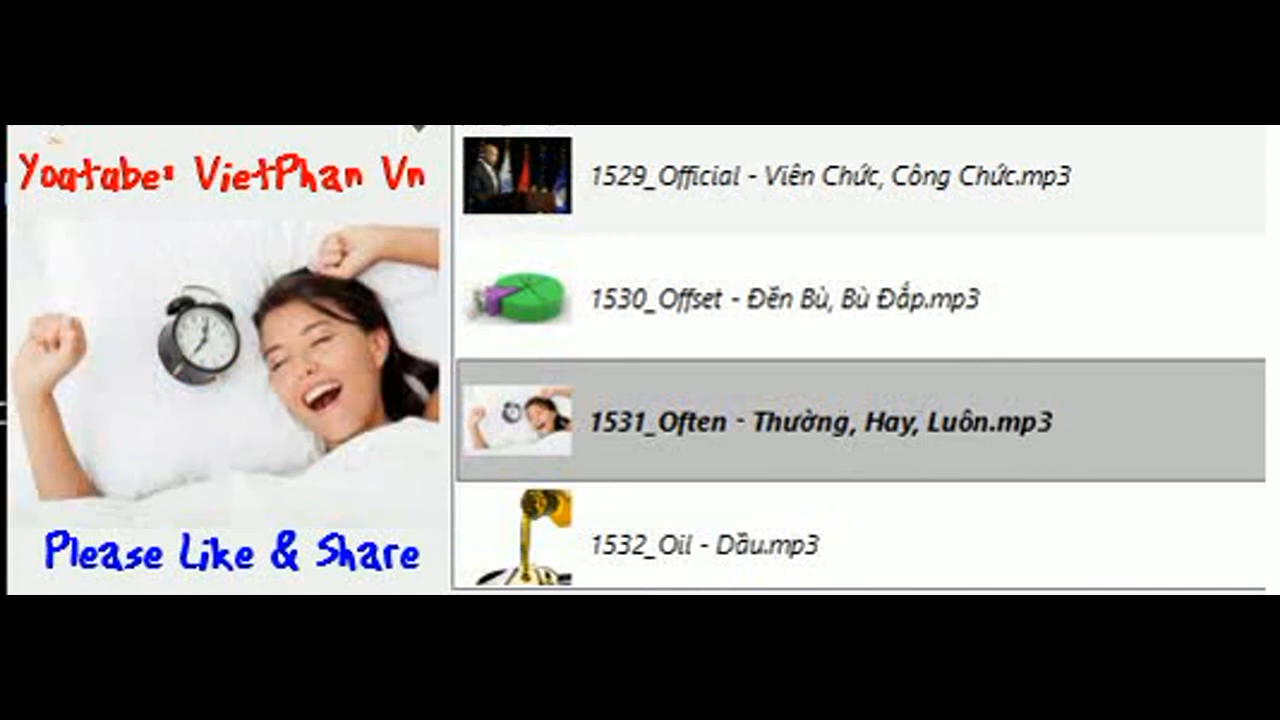 Youtube: VietPhan Vn
Please Like & Share
1529_Official - Viên Chức, Công Chức.mp3
1530_Offset - Đền Bù, Bù Đắp.mp3
1531_Often - Thường, Hay, Luôn.mp3
1532_Oil - Dầu.mp3